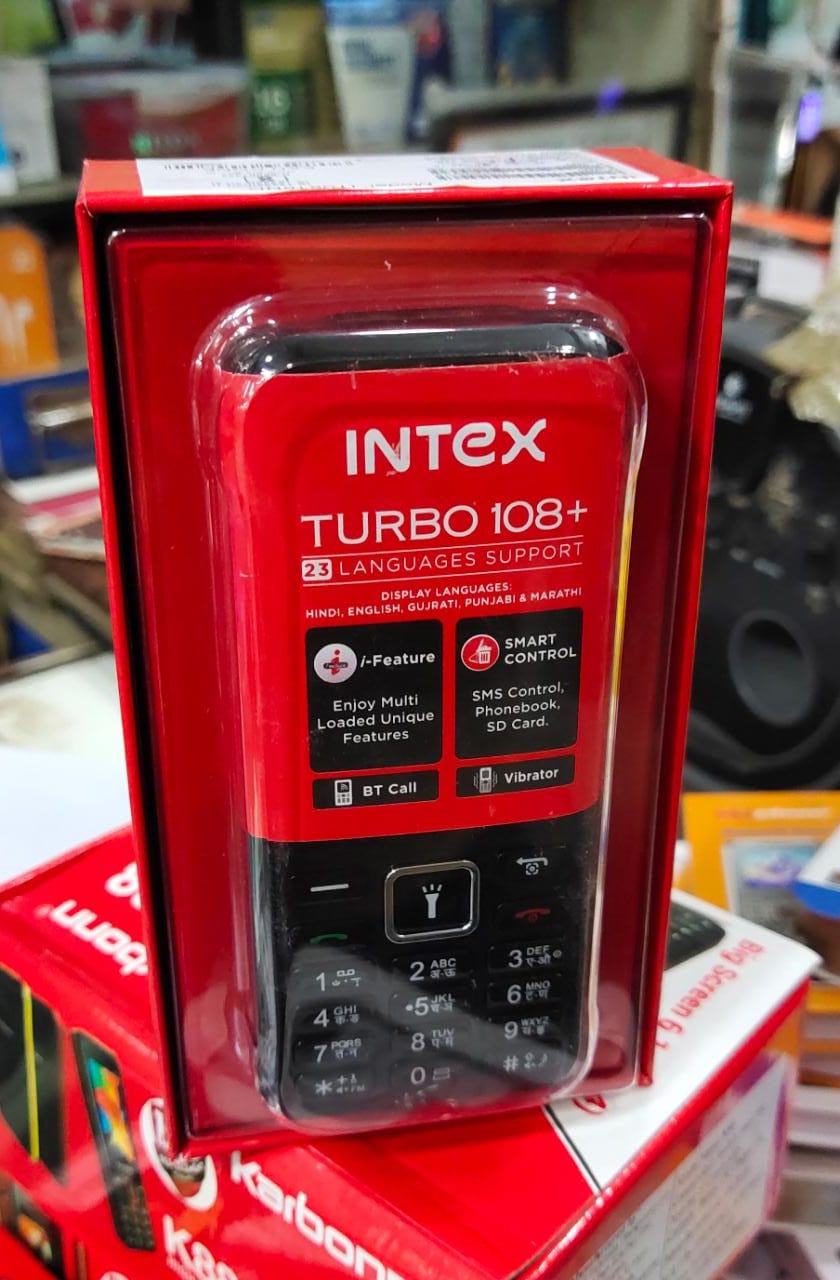 INTEX
TURBO 108+
23 LANGUAGES SUPPORT
DISPLAY LANGUAGES:
HINDI, ENGLISH, GUJRATI, PUNJABI & MARATHI
i-Feature
Enjoy Multi
Loaded Unique
Features
SMART
CONTROL
SMS Control,
Phonebook,
SD Card.
BT Call
Vibrator
1
2 ABC
अ-ऊ
3 DEF
ए-औ
4 GHI
क-ङ
5 JKL
6 MNO
ट-ण
7 PQRS
त-न
8 TUV
प-म
9 WXYZ
*
0
#
Karbonn
Big Screen
Karbonn